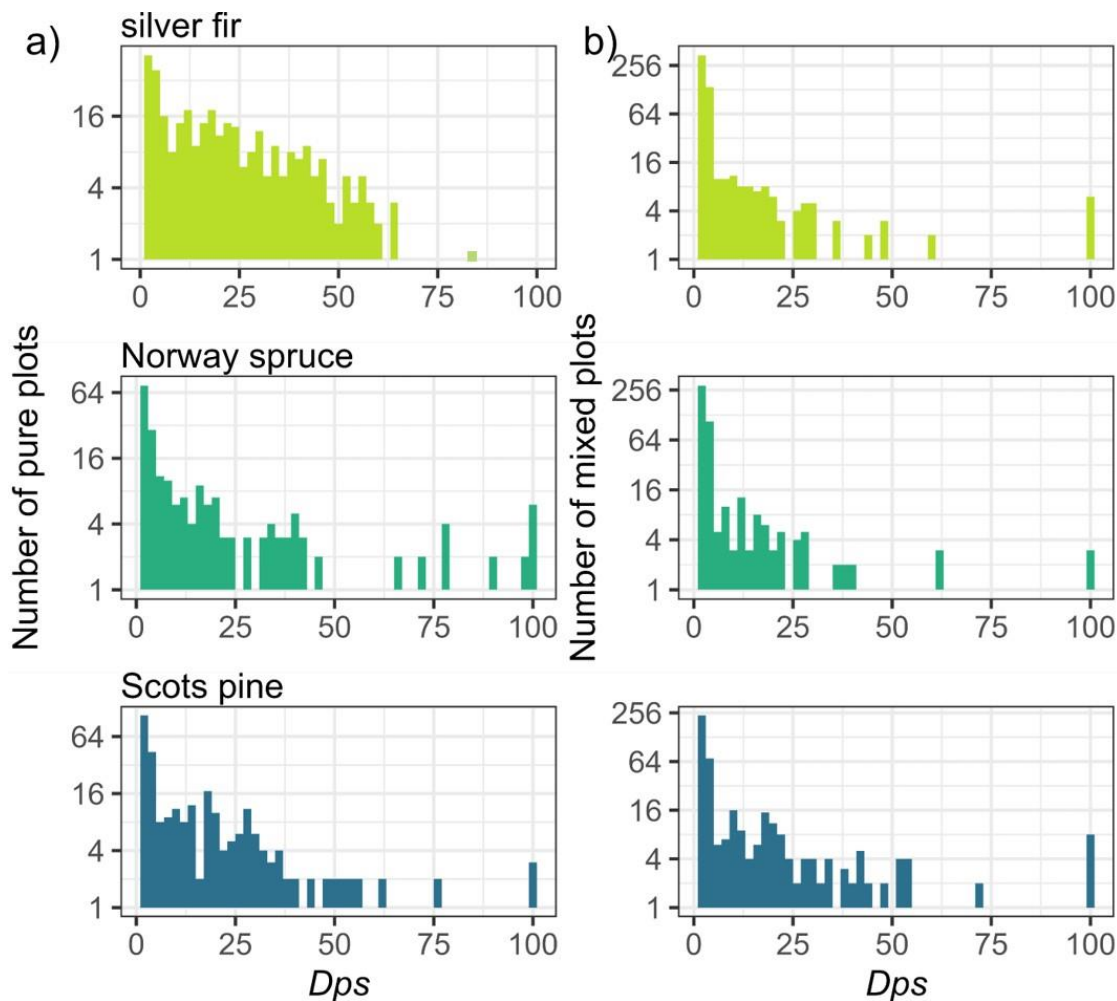 a)
silver fir
b)
16
4
1
0 25 50 75 100
256
64
16
4
1
0 25 50 75 100
Number of pure plots
Number of mixed plots
Norway spruce
64
16
4
1
0 25 50 75 100
256
64
16
4
1
0 25 50 75 100
Scots pine
64
16
4
1
0 25 50 75 100
Dps
256
64
16
4
1
0 25 50 75 100
Dps